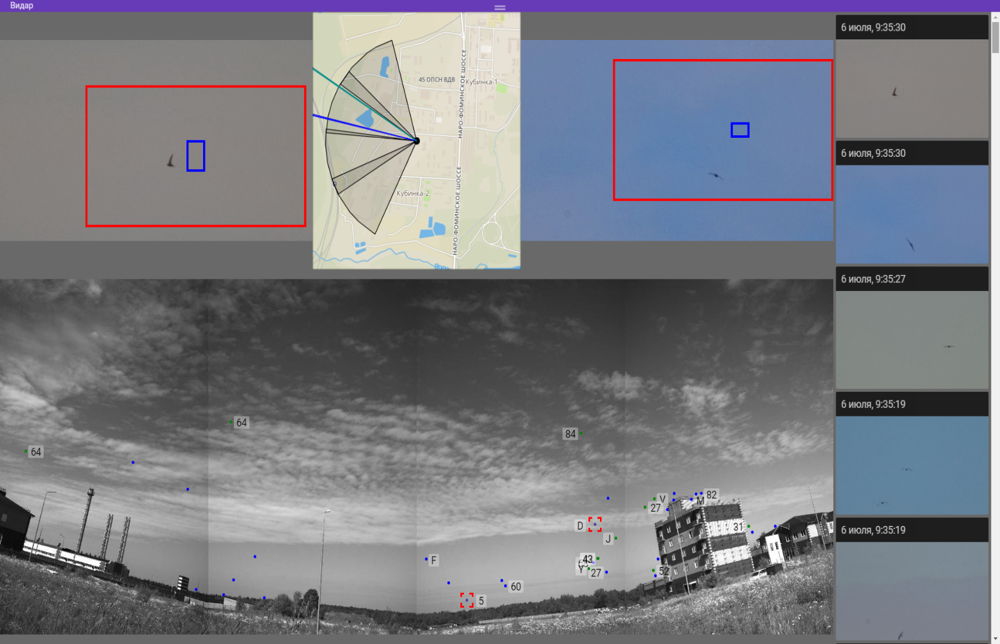 Видар
45 ОПСН ВДВ
Кубинка-1
НАРО-ФОМИНСКОЕ ШОССЕ
Кубинка-2
НАРО-ФОМИНСКОЕ ШОССЕ
6 июля, 9:35:30
6 июля, 9:35:30
6 июля, 9:35:27
6 июля, 9:35:19
6 июля, 9:35:19
64
64
84
V
82
M
27
D
31
J
43
F
Y
27
52
60
5